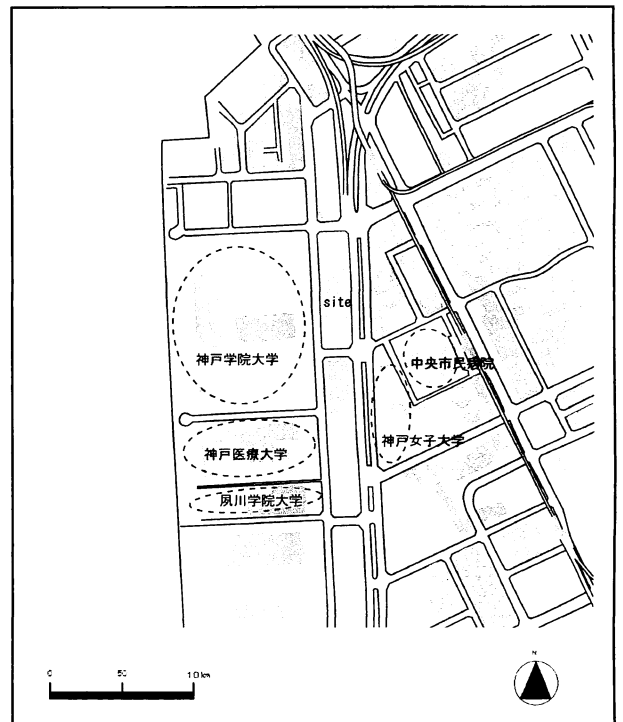 site
神戸学院大学
中央市民病院
神戸女子大学
神戸医療大学
夙川学院大学
N
0 50 10km